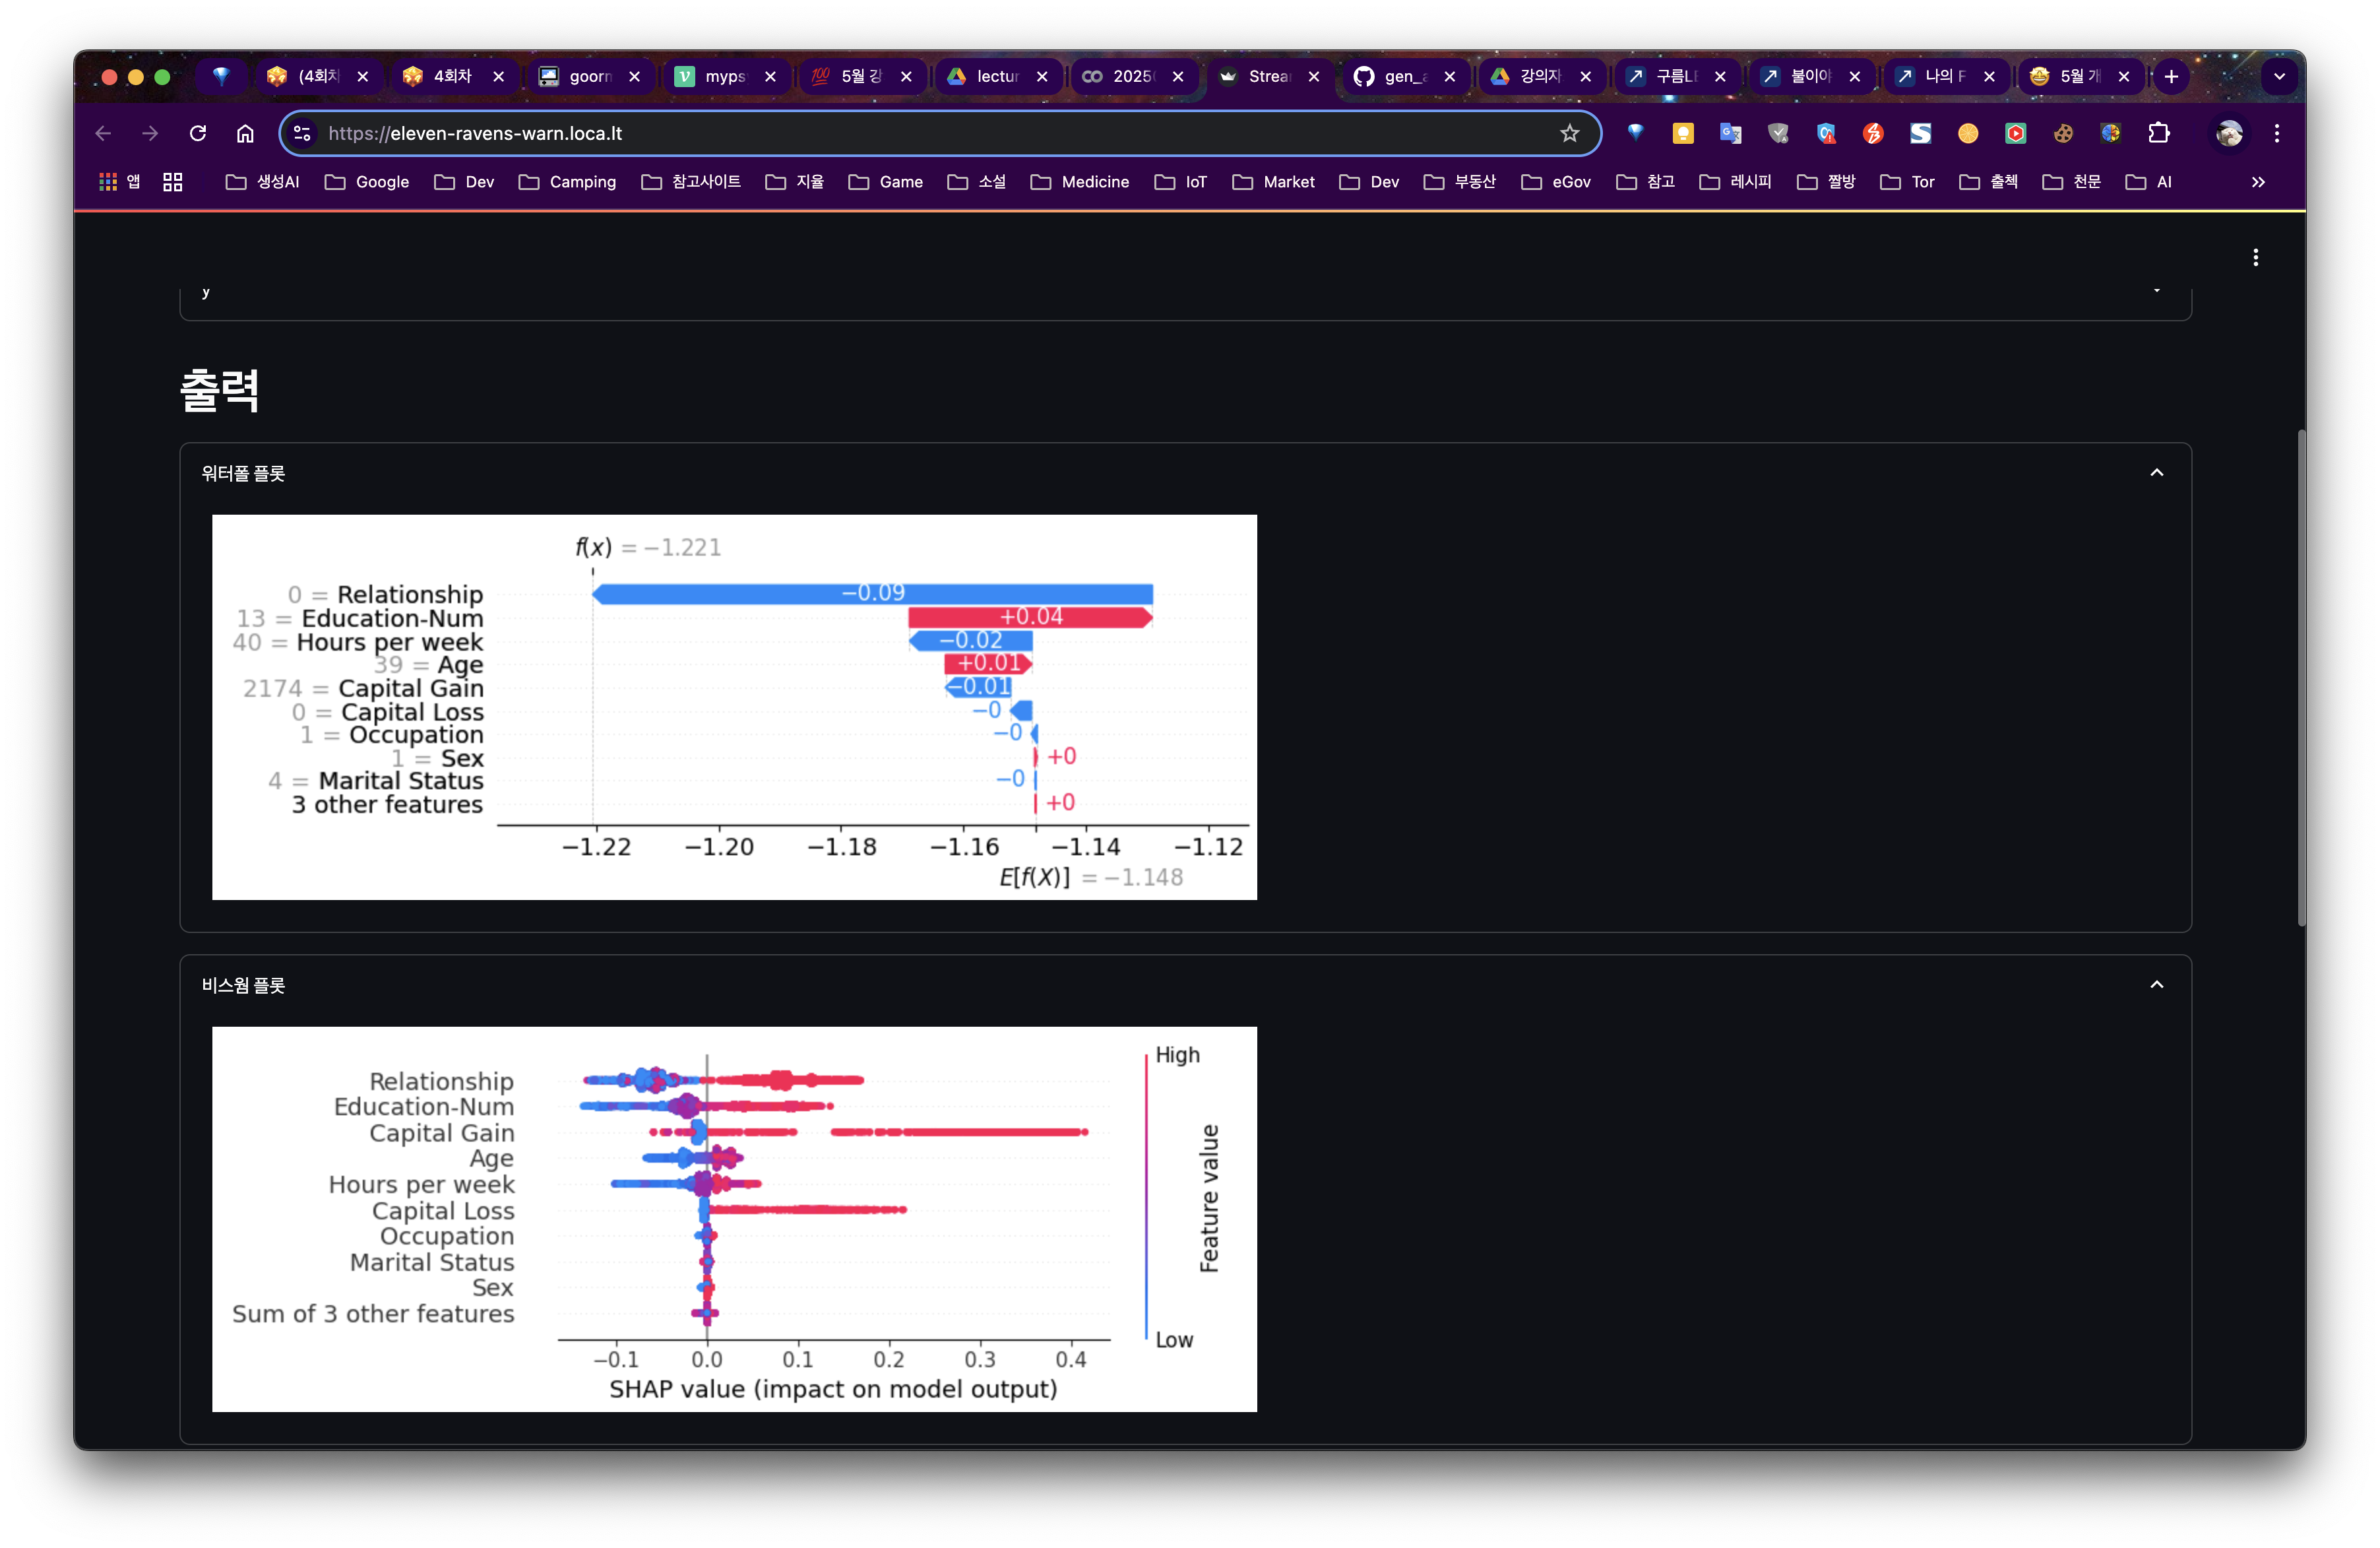 (4회차
4회차
goorm
myps
5월 강
lectur
2025
Strea
gen_a
강의자
구름LE
불이야
나의 F
5월 개
https://eleven-ravens-warn.loca.lt
앱
생성AI
Google
Dev
Camping
참고사이트
지율
Game
소설
Medicine
IoT
Market
Dev
부동산
eGov
참고
레시피
짤방
Tor
출첵
천문
AI
y
출력
워터폴 플롯
f(x) = −1.221
0 = Relationship −0.09
13 = Education-Num +0.04
40 = Hours per week −0.02
39 = Age +0.01
2174 = Capital Gain −0.01
0 = Capital Loss −0
1 = Occupation −0
1 = Sex +0
4 = Marital Status −0
3 other features +0
−1.22 −1.20 −1.18 −1.16 −1.14 −1.12
E[f(X)] = −1.148
비스웜 플롯
High
Relationship
Education-Num
Capital Gain
Age
Hours per week
Capital Loss
Occupation
Marital Status
Sex
Sum of 3 other features
Feature value
Low
−0.1 0.0 0.1 0.2 0.3 0.4
SHAP value (impact on model output)